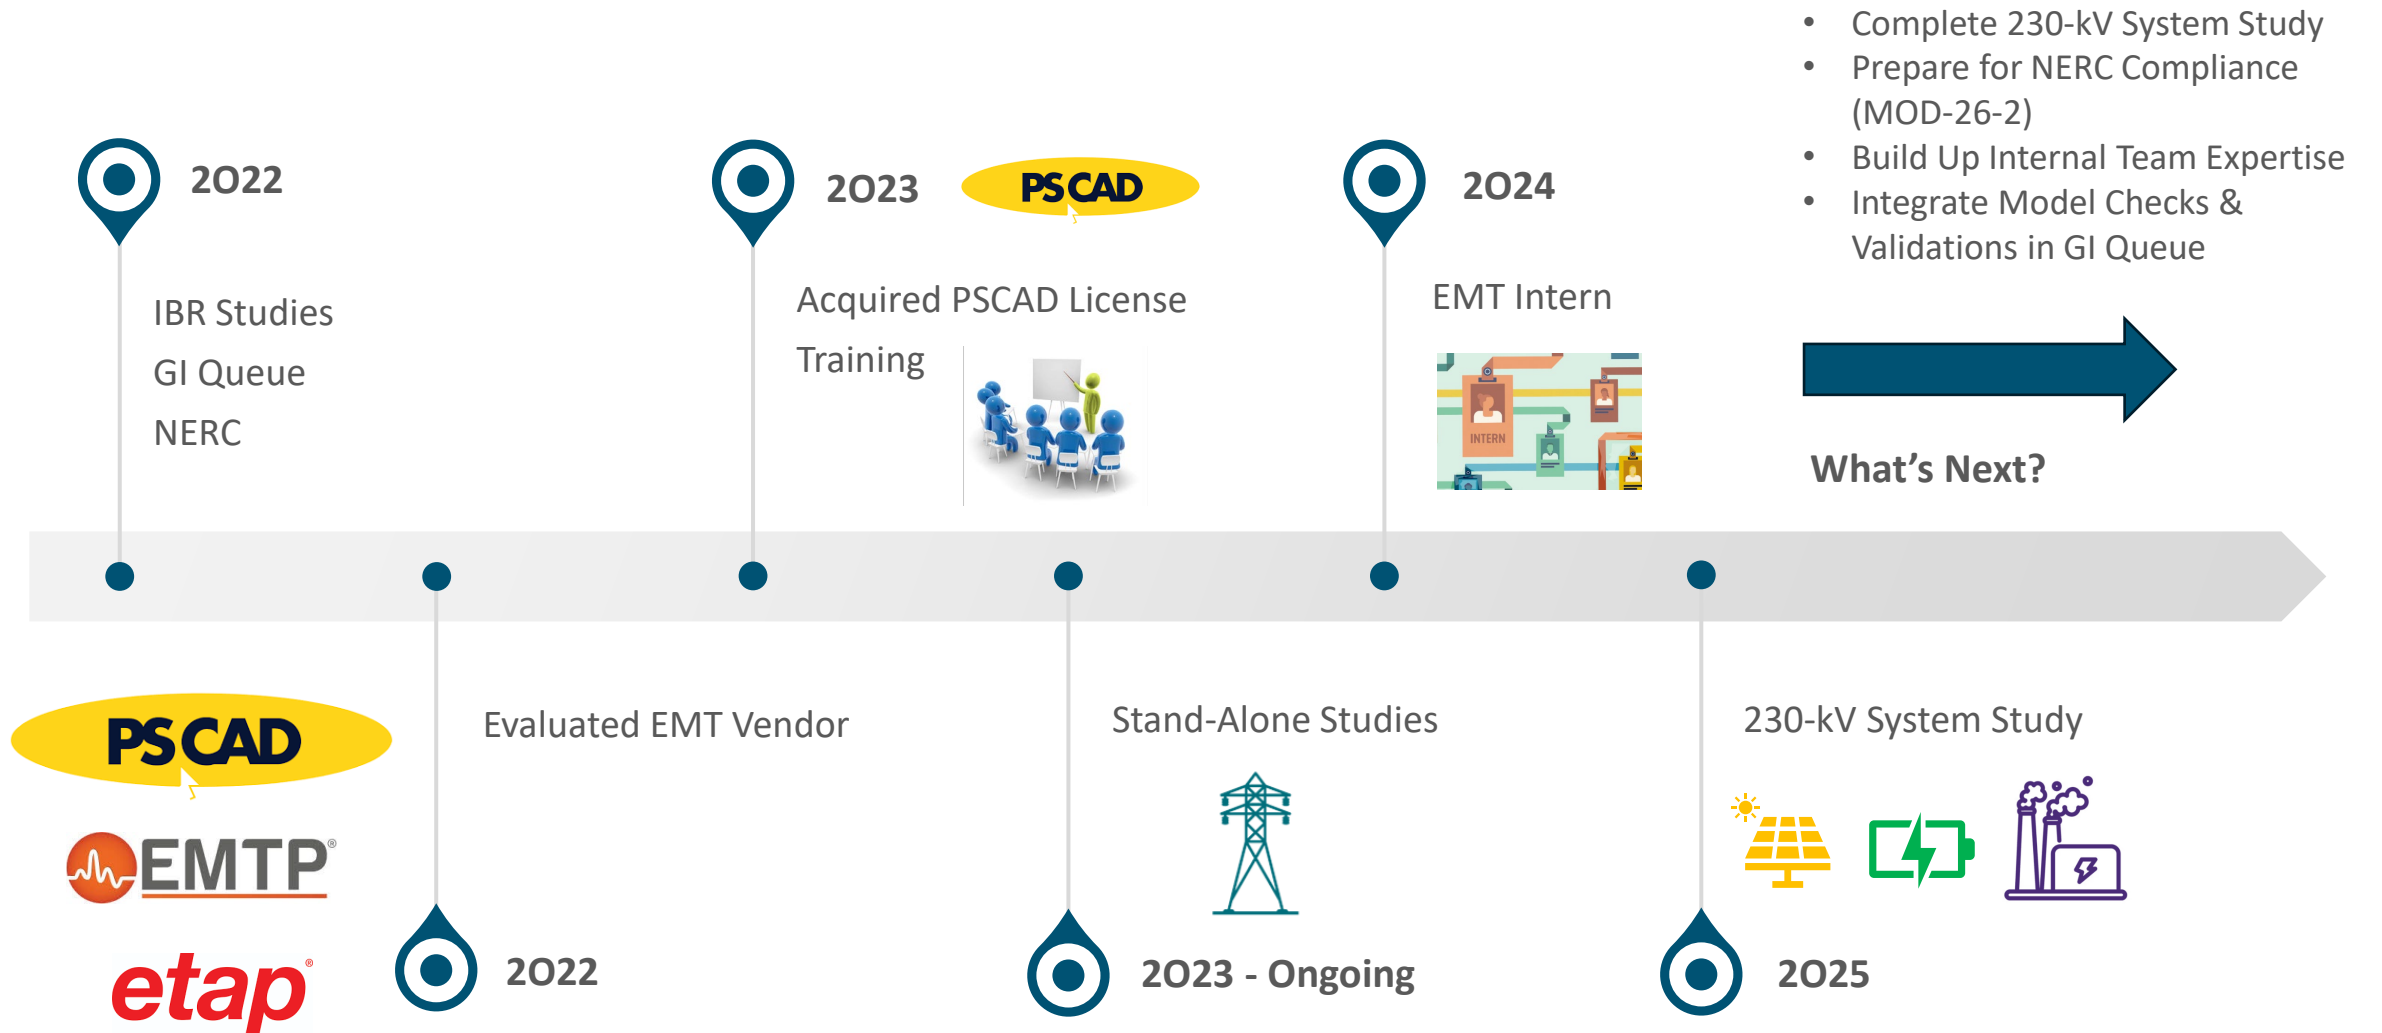 • Complete 230-kV System Study
• Prepare for NERC Compliance
(MOD-26-2)
• Build Up Internal Team Expertise
• Integrate Model Checks &
Validations in GI Queue
2022
2023
PSCAD
2024
IBR Studies
GI Queue
NERC
Acquired PSCAD License
Training
EMT Intern
INTERN
What's Next?
PSCAD
EMTP®
etap®
Evaluated EMT Vendor
2022
Stand-Alone Studies
2023 - Ongoing
230-kV System Study
2025